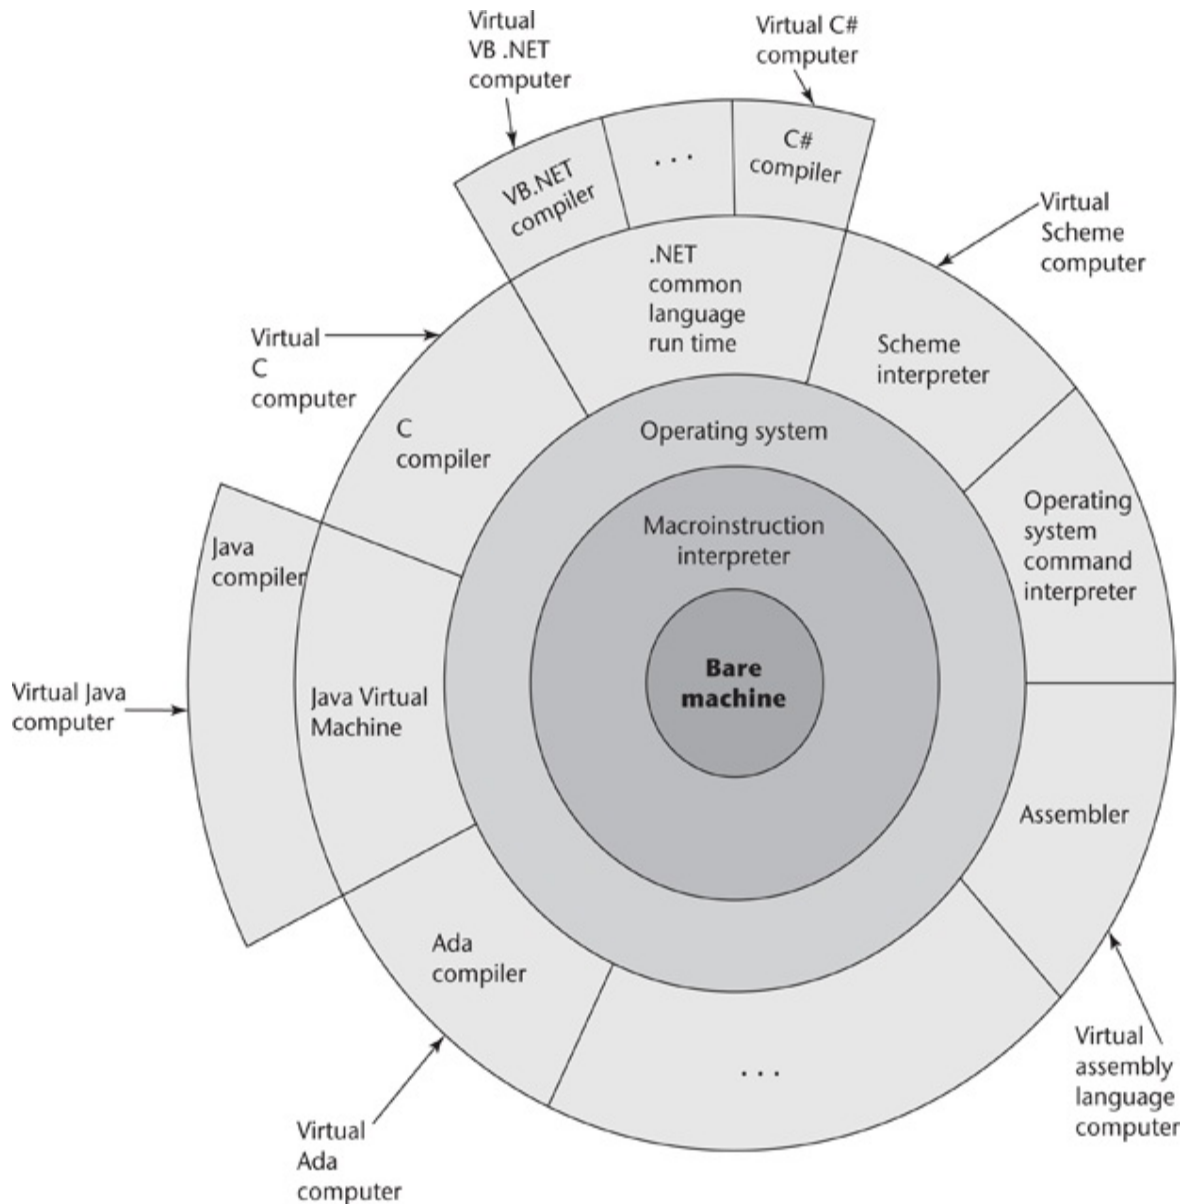 Virtual
VB .NET
computer
Virtual C#
computer
VB.NET
compiler
. . .
C#
compiler
Virtual
Scheme
computer
.NET
common
language
run time
Virtual
C
computer
Scheme
interpreter
C
compiler
Operating system
Operating
system
command
interpreter
Macroinstruction
interpreter
Java
compiler
Bare
machine
Virtual Java
computer
Java Virtual
Machine
Assembler
Ada
compiler
. . .
Virtual
assembly
language
computer
Virtual
Ada
computer